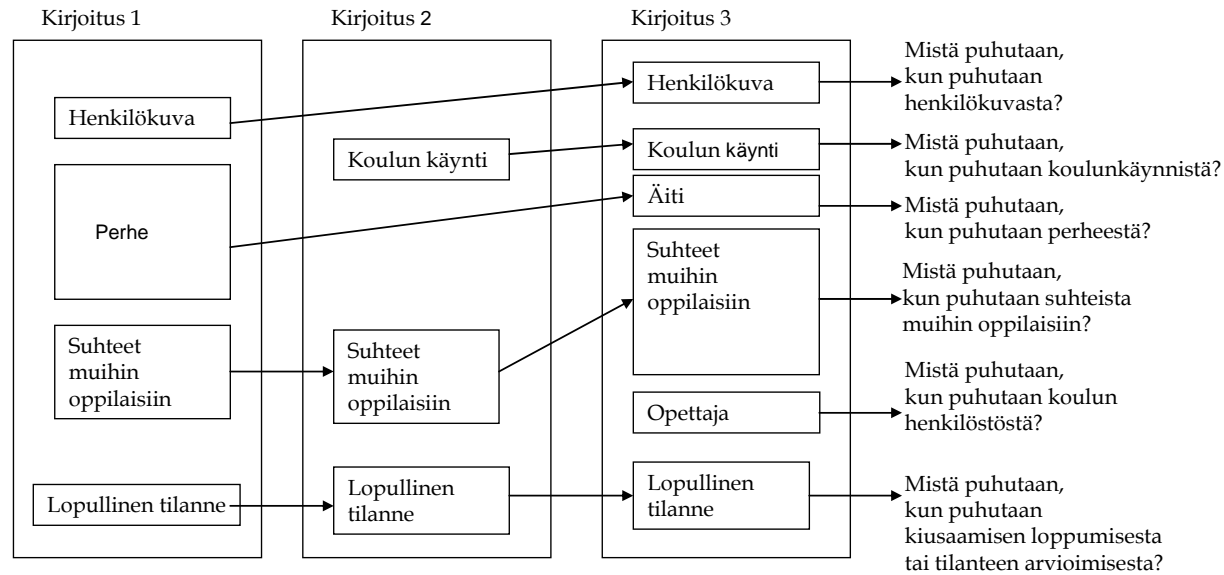 Kirjoitus 1
Henkilökuva
Perhe
Suhteet
muihin
oppilaisiin
Lopullinen tilanne
Kirjoitus 2
Koulun käynti
Suhteet
muihin
oppilaisiin
Lopullinen
tilanne
Kirjoitus 3
Henkilökuva
Koulun käynti
Äiti
Suhteet
muihin
oppilaisiin
Opettaja
Lopullinen
tilanne
Mistä puhutaan,
kun puhutaan
henkilökuvasta?
Mistä puhutaan,
kun puhutaan koulunkäynnistä?
Mistä puhutaan,
kun puhutaan perheestä?
Mistä puhutaan,
kun puhutaan suhteista
muihin oppilaisiin?
Mistä puhutaan,
kun puhutaan koulun
henkilöstöstä?
Mistä puhutaan,
kun puhutaan
kiusaamisen loppumisesta
tai tilanteen arvioimisesta?